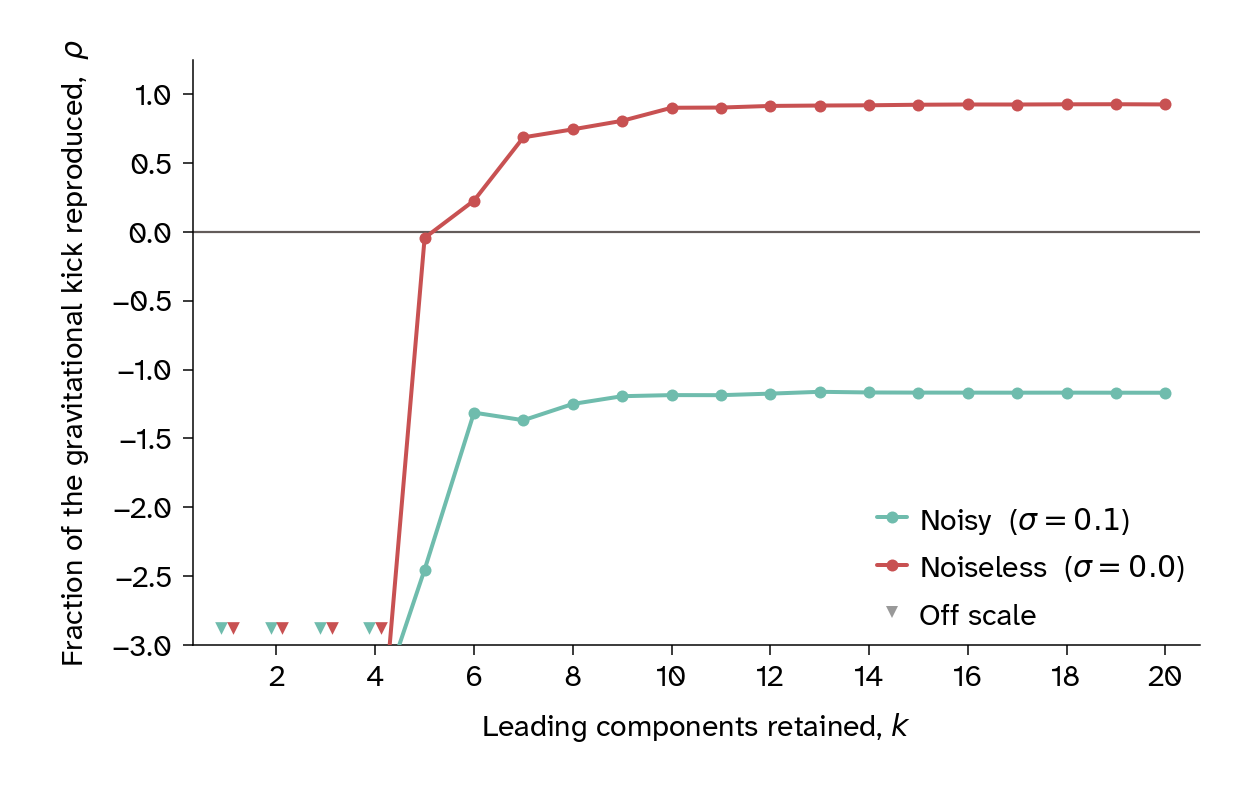 Fraction of the gravitational kick reproduced, ρ
1.0
0.5
0.0
−0.5
−1.0
−1.5
−2.0
−2.5
−3.0
Noisy (σ = 0.1)
Noiseless (σ = 0.0)
Off scale
2 4 6 8 10 12 14 16 18 20
Leading components retained, k